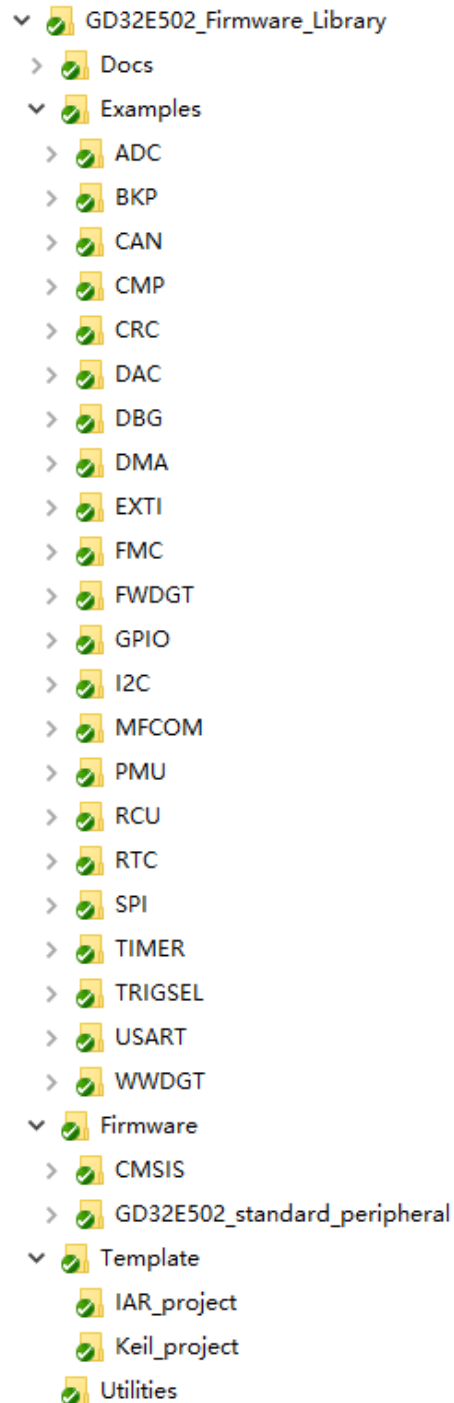 GD32E502_Firmware_Library
Docs
Examples
ADC
BKP
CAN
CMP
CRC
DAC
DBG
DMA
EXTI
FMC
FWDGT
GPIO
I2C
MFCOM
PMU
RCU
RTC
SPI
TIMER
TRIGSEL
USART
WWDGT
Firmware
CMSIS
GD32E502_standard_peripheral
Template
IAR_project
Keil_project
Utilities